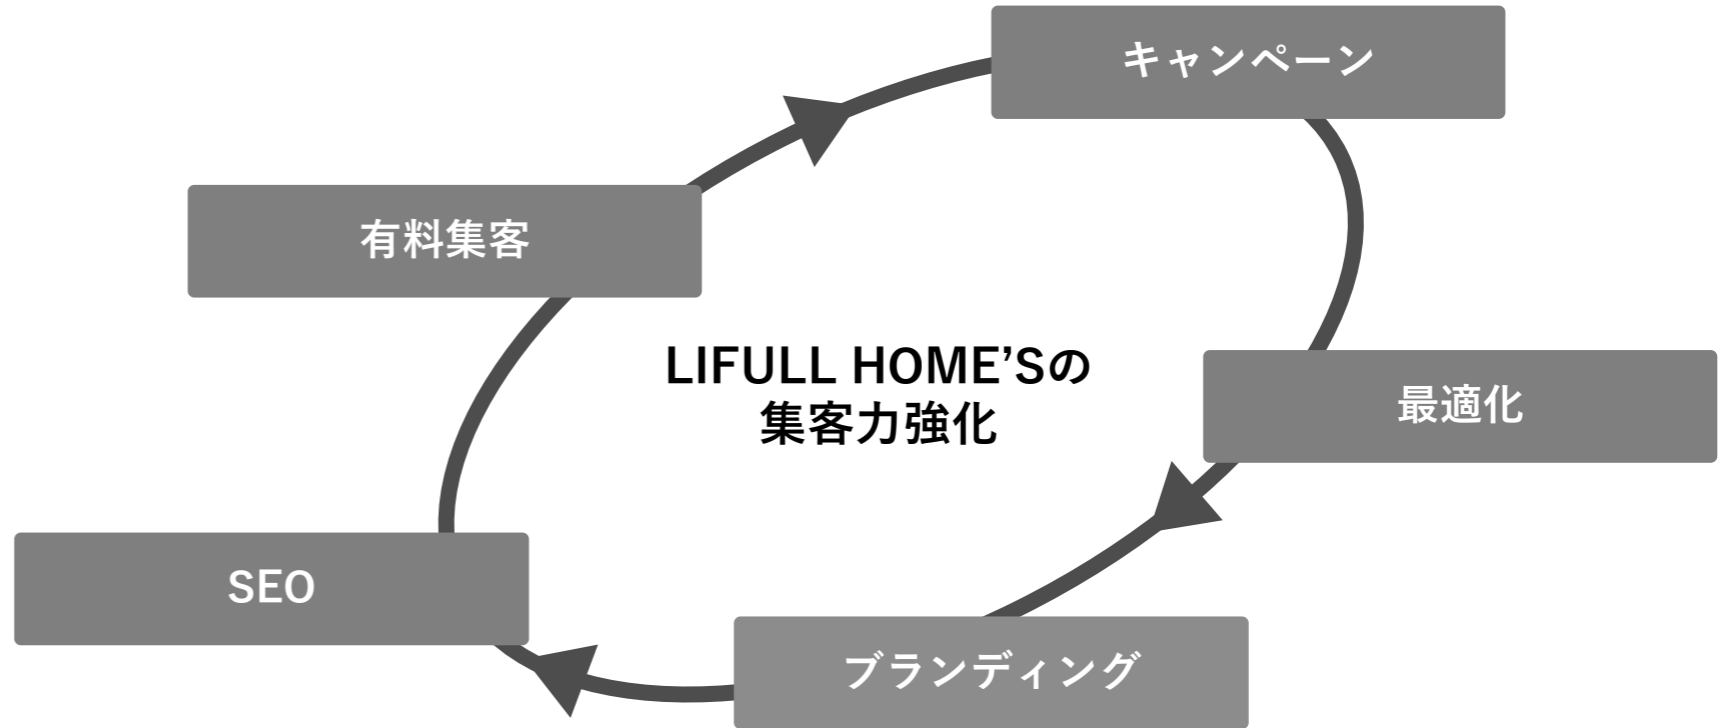 キャンペーン
有料集客
LIFULL HOME’Sの
集客力強化
最適化
SEO
ブランディング